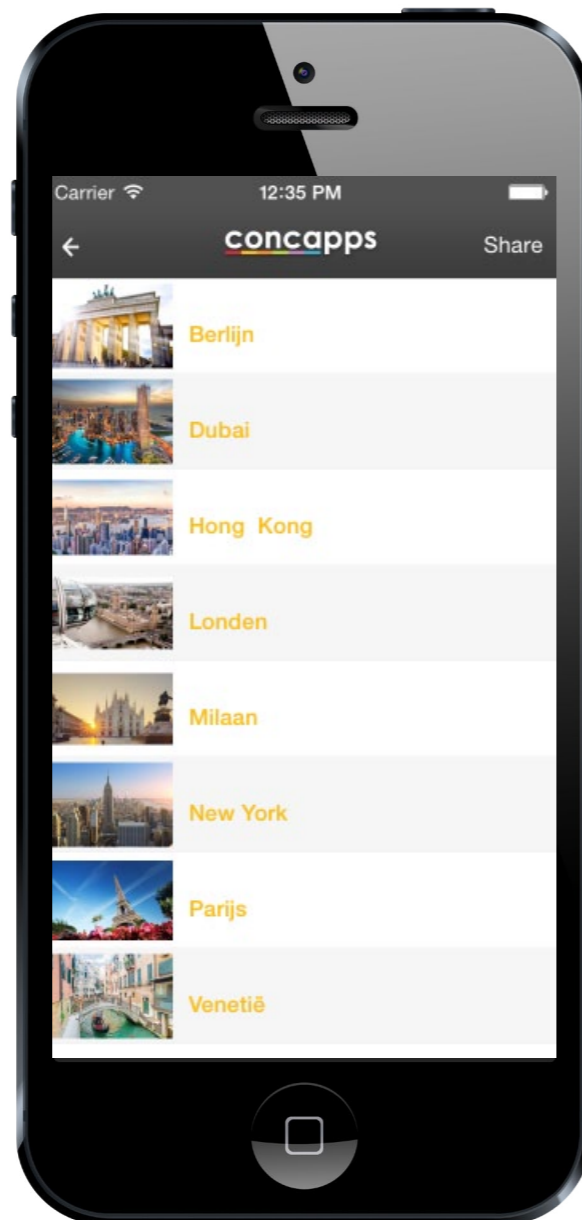 Carrier 12:35 PM
← concapps Share
Berlijn
Dubai
Hong Kong
Londen
Milaan
New York
Parijs
Venetië